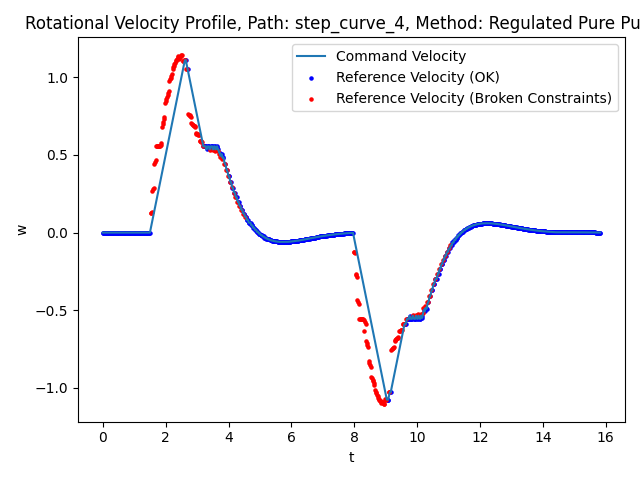 Rotational Velocity Profile, Path: step_curve_4, Method: Regulated Pure Pu
Command Velocity
Reference Velocity (OK)
Reference Velocity (Broken Constraints)
w
1.0
0.5
0.0
−0.5
−1.0
0 2 4 6 8 10 12 14 16
t